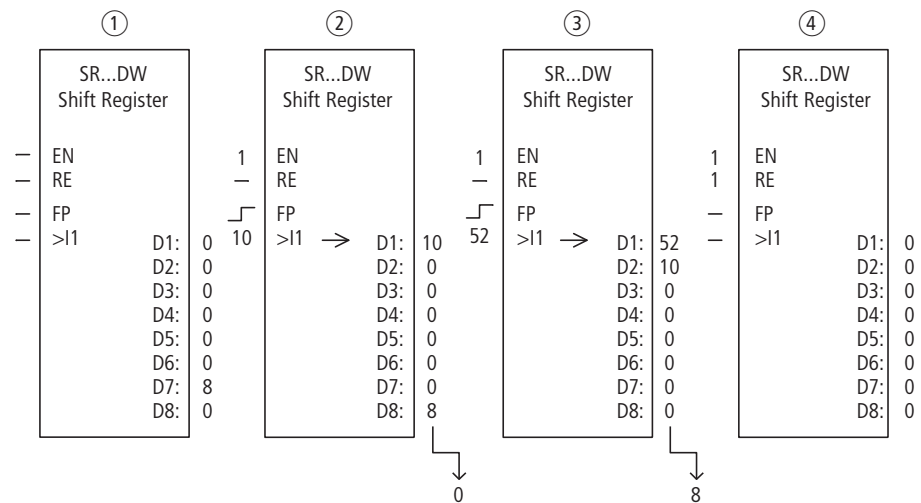 ① ② ③ ④
SR...DW SR...DW SR...DW SR...DW
Shift Register Shift Register Shift Register Shift Register
– EN 1 EN 1 EN 1 EN
– RE – RE – RE 1 RE
– FP FP FP – FP
– >I1 D1: 0 10 >I1 D1: 10 52 >I1 D1: 52 – >I1 D1: 0
D2: 0 D2: 0 D2: 10 D2: 0
D3: 0 D3: 0 D3: 0 D3: 0
D4: 0 D4: 0 D4: 0 D4: 0
D5: 0 D5: 0 D5: 0 D5: 0
D6: 0 D6: 0 D6: 0 D6: 0
D7: 8 D7: 0 D7: 0 D7: 0
D8: 0 D8: 8 D8: 0 D8: 0
0 8